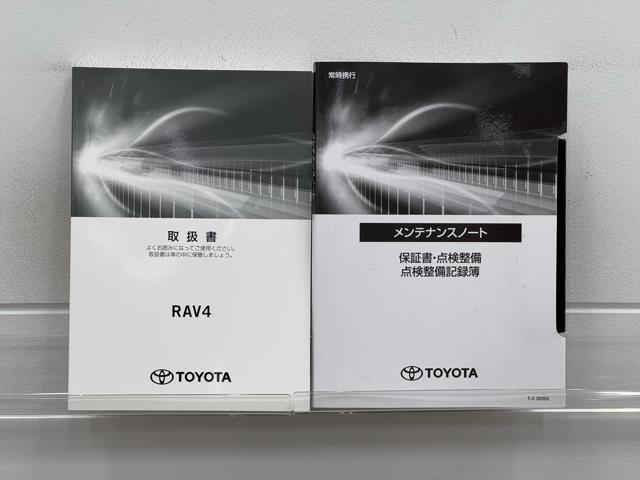 取扱書
よくお読みになってご使用ください。
取扱書は車の中に保管しましょう。
RAV4
TOYOTA
常時携行
メンテナンスノート
保証書・点検整備
点検整備記録簿
TOYOTA
T-2 32203